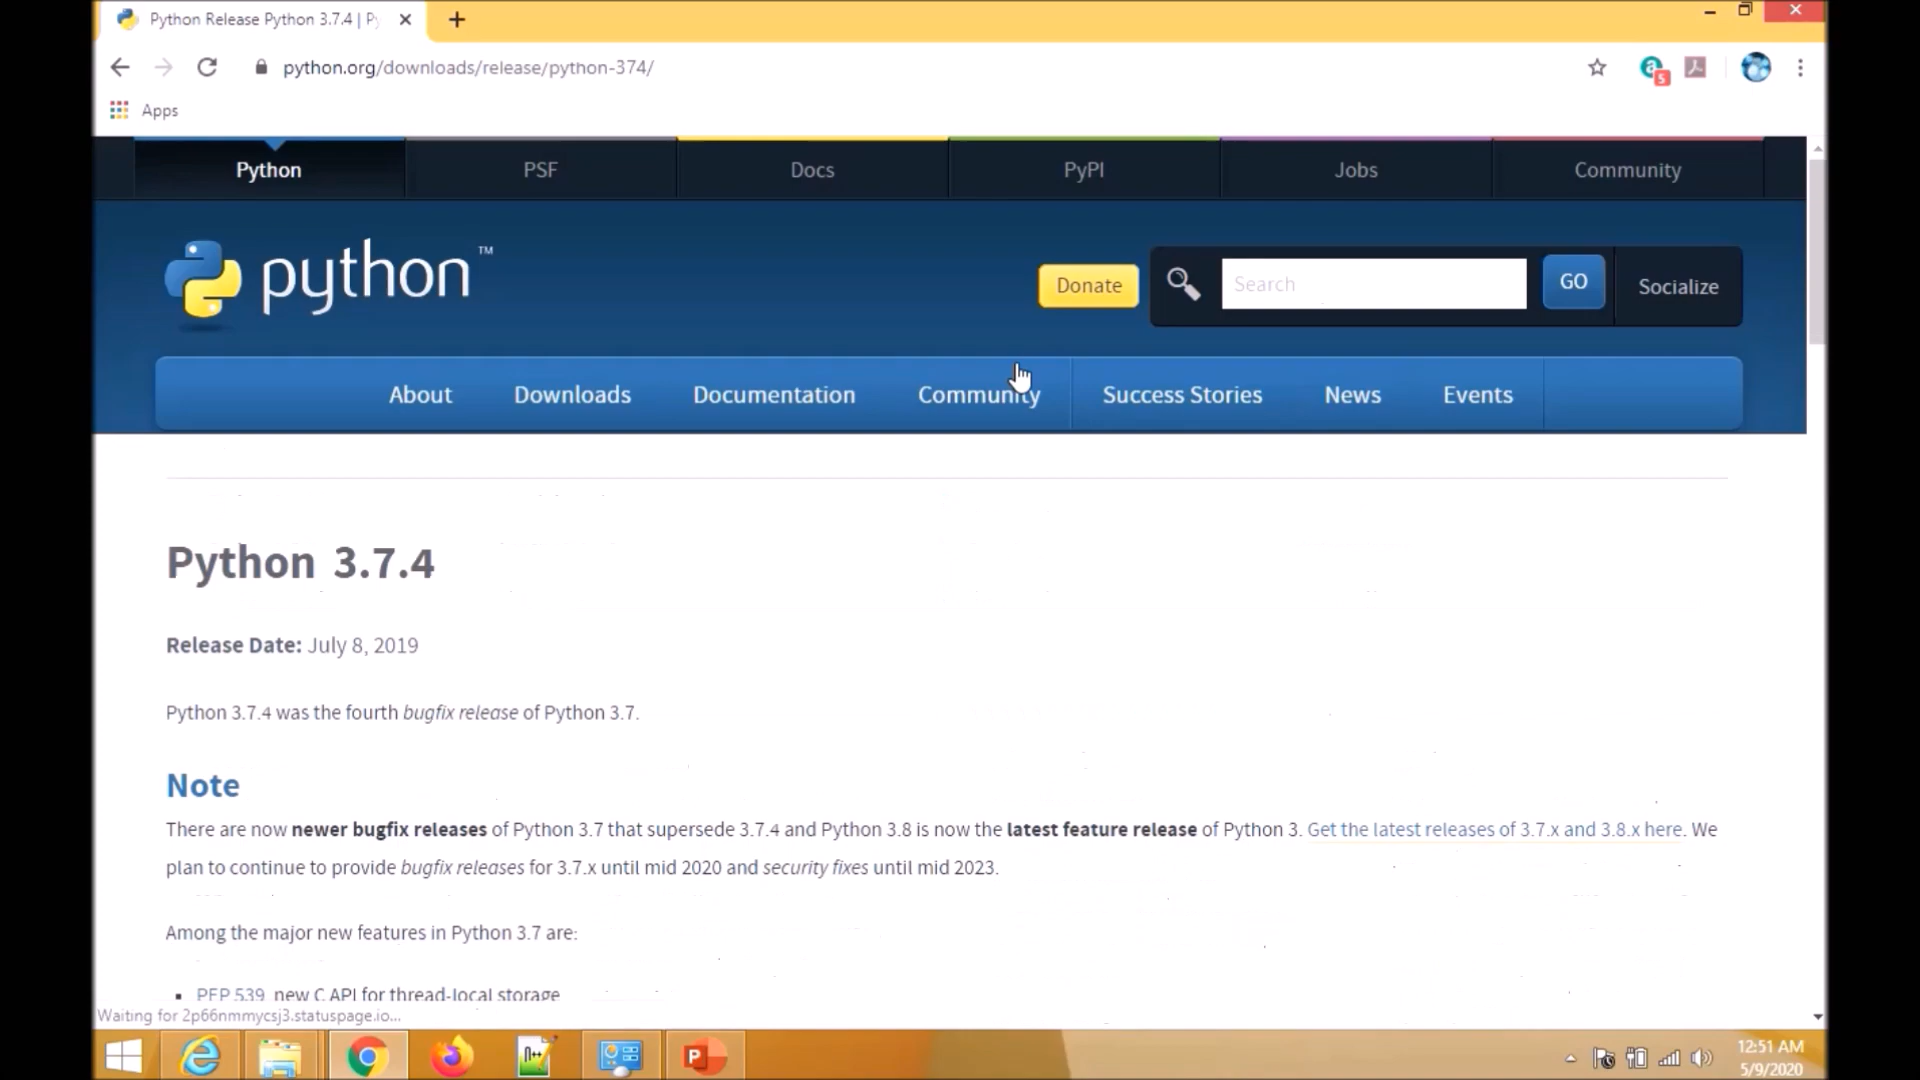 Python Release Python 3.7.4 | Py
python.org/downloads/release/python-374/
5
Apps
Python
PSF
Docs
PyPI
Jobs
Community
python™
Donate
Search
GO
Socialize
About
Downloads
Documentation
Community
Success Stories
News
Events
Python 3.7.4
Release Date: July 8, 2019
Python 3.7.4 was the fourth bugfix release of Python 3.7.
Note
There are now newer bugfix releases of Python 3.7 that supersede 3.7.4 and Python 3.8 is now the latest feature release of Python 3. Get the latest releases of 3.7.x and 3.8.x here. We
plan to continue to provide bugfix releases for 3.7.x until mid 2020 and security fixes until mid 2023.
Among the major new features in Python 3.7 are:
PEP 539, new C API for thread-local storage
Waiting for 2p66nmmycsj3.statuspage.io...
12:51 AM
5/9/2020